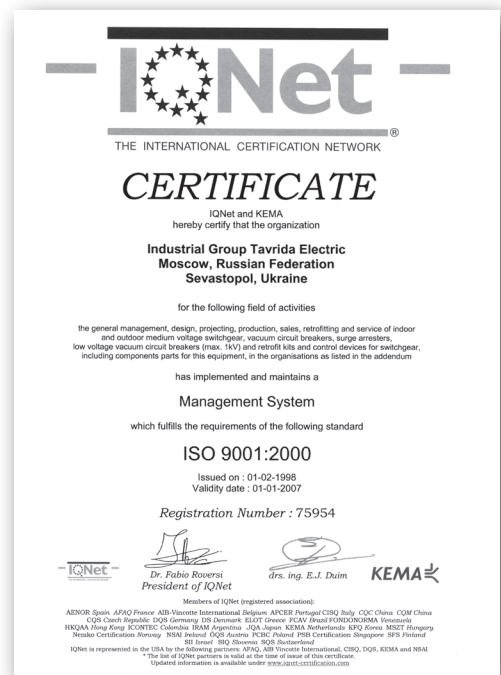 IQNet
®
THE INTERNATIONAL CERTIFICATION NETWORK
CERTIFICATE
IQNet and KEMA
hereby certify that the organization
Industrial Group Tavrida Electric
Moscow, Russian Federation
Sevastopol, Ukraine
for the following field of activities
the general management, design, projecting, production, sales, retrofitting and service of indoor
and outdoor medium voltage switchgear, vacuum circuit breakers, surge arresters,
low voltage vacuum circuit breakers (max. 1kV) and retrofit kits and control devices for switchgear,
including components parts for this equipment, in the organisations as listed in the addendum
has implemented and maintains a
Management System
which fulfills the requirements of the following standard
ISO 9001:2000
Issued on : 01-02-1998
Validity date : 01-01-2007
Registration Number : 75954
IQNet
Dr. Fabio Roversi
President of IQNet
drs. ing. E.J. Duim
KEMA
Members of IQNet (registered association):
AENOR Spain AFAQ France AIB-Vincotte International Belgium APCER Portugal CISQ Italy CQC China CQM China
CQS Czech Republic DQS Germany DS Denmark ELOT Greece FCAV Brazil FONDONORMA Venezuela
HKQAA Hong Kong ICONTEC Colombia IRAM Argentina JQA Japan KEMA Netherlands KFQ Korea MSZT Hungary
Nemko Certification Norway NSAI Ireland ÖQS Austria PCBC Poland PSB Certification Singapore SFS Finland
SII Israel SIQ Slovenia SQS Switzerland
IQNet is represented in the USA by the following partners: AFAQ, AIB Vincotte International, CISQ, DQS, KEMA and NSAI
* The list of IQNet partners is valid at the time of issue of this certificate.
Updated information is available under www.iqnet-certification.com